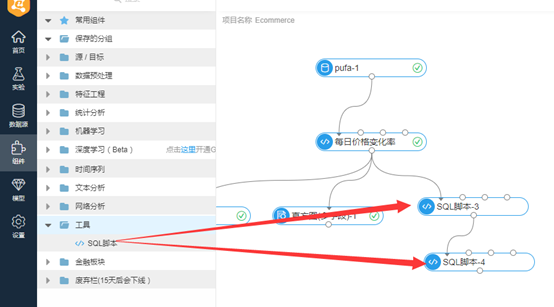 首页
实验
数据源
组件
模型
设置
常用组件
保存的分组
源 / 目标
数据预处理
特征工程
统计分析
机器学习
深度学习（Beta） 点击这里开通G
时间序列
文本分析
网络分析
工具
SQL脚本
金融板块
废弃栏(15天后会下线 )
项目名称 Ecommerce
pufa-1
每日价格变化率
SQL脚本-3
SQL脚本-4